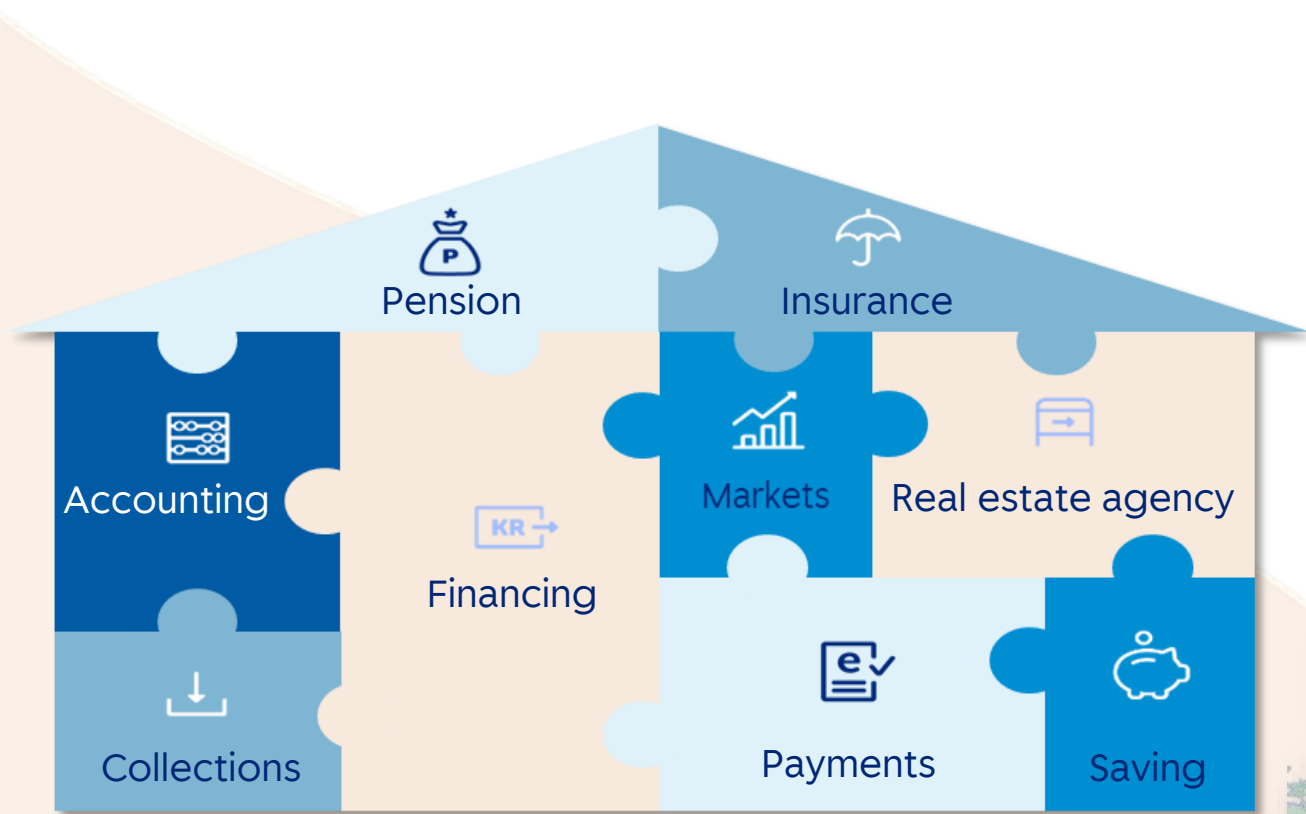 P
Pension
Insurance
Accounting
Markets
Real estate agency
KR
Financing
e
Collections
Payments
Saving